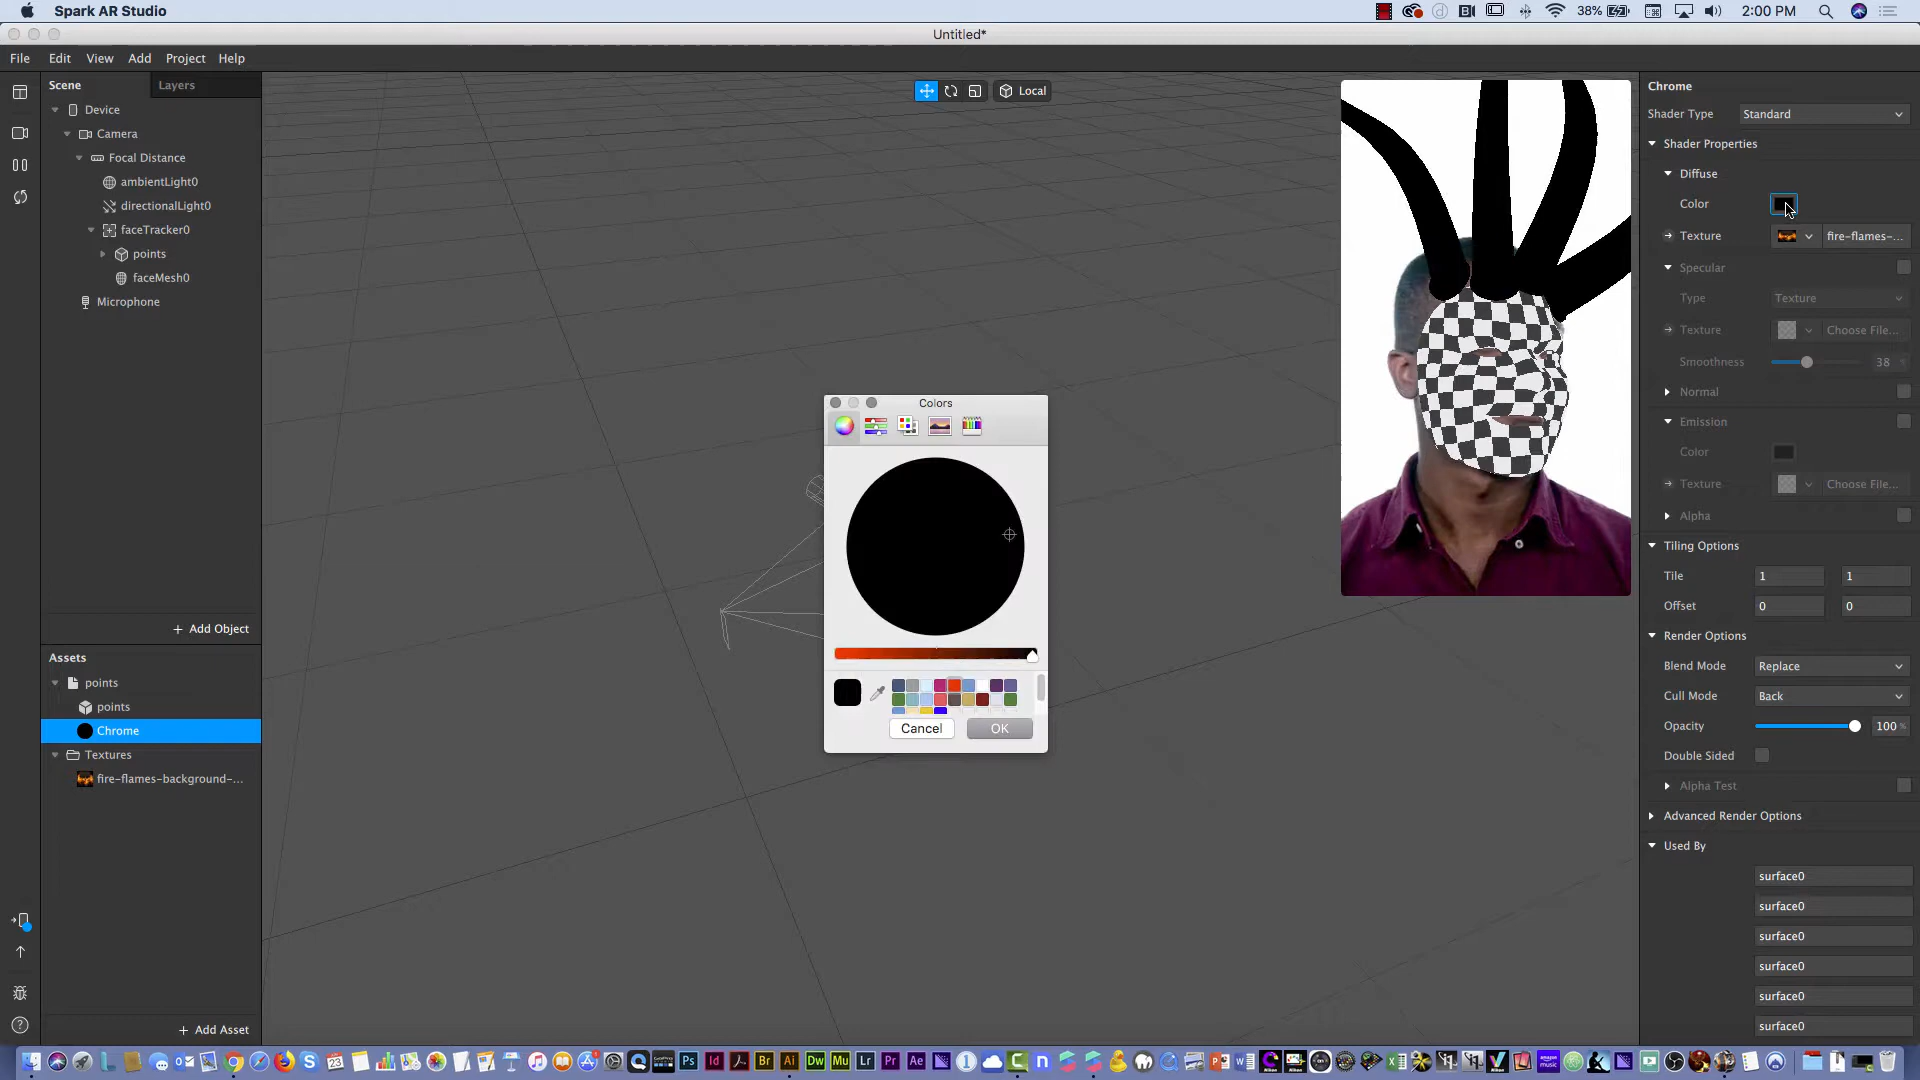 Spark AR Studio
38%
2:00 PM
Untitled*
File Edit View Add Project Help
Scene Layers
Device
Camera
Focal Distance
ambientLight0
directionalLight0
faceTracker0
points
faceMesh0
Microphone
+ Add Object
Assets
points
points
Chrome
Textures
fire-flames-background-...
+ Add Asset
Local
Colors
Cancel OK
Chrome
Shader Type Standard
Shader Properties
Diffuse
Color
Texture fire-flames-...
Specular
Type Texture
Texture Choose File...
Smoothness 38
Normal
Emission
Color
Texture Choose File...
Alpha
Tiling Options
Tile 1 1
Offset 0 0
Render Options
Blend Mode Replace
Cull Mode Back
Opacity 100 %
Double Sided
Alpha Test
Advanced Render Options
Used By
surface0
surface0
surface0
surface0
surface0
surface0